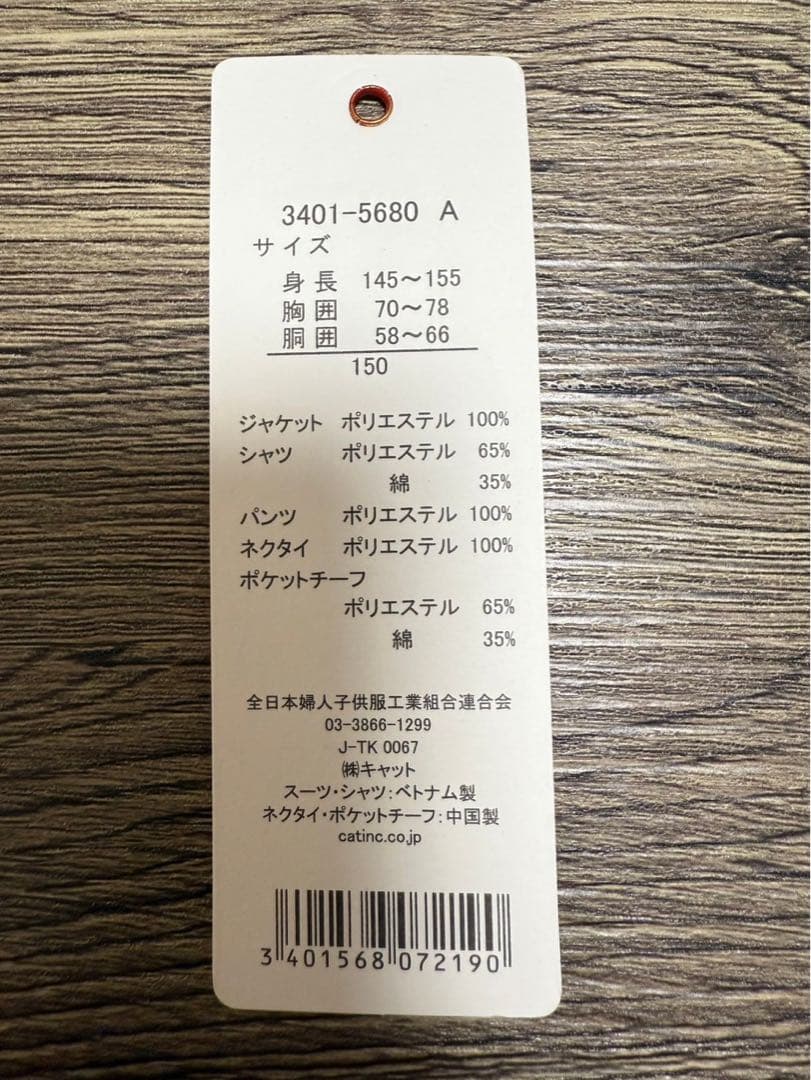 3401-5680 A
サイズ
身長 145～155
胸囲 70～78
胴囲 58～66
150
ジャケット ポリエステル 100%
シャツ ポリエステル 65%
綿 35%
パンツ ポリエステル 100%
ネクタイ ポリエステル 100%
ポケットチーフ
ポリエステル 65%
綿 35%
全日本婦人子供服工業組合連合会
03-3866-1299
J-TK 0067
㈱キャット
スーツ・シャツ：ベトナム製
ネクタイ・ポケットチーフ：中国製
catinc.co.jp
3 401568 072190